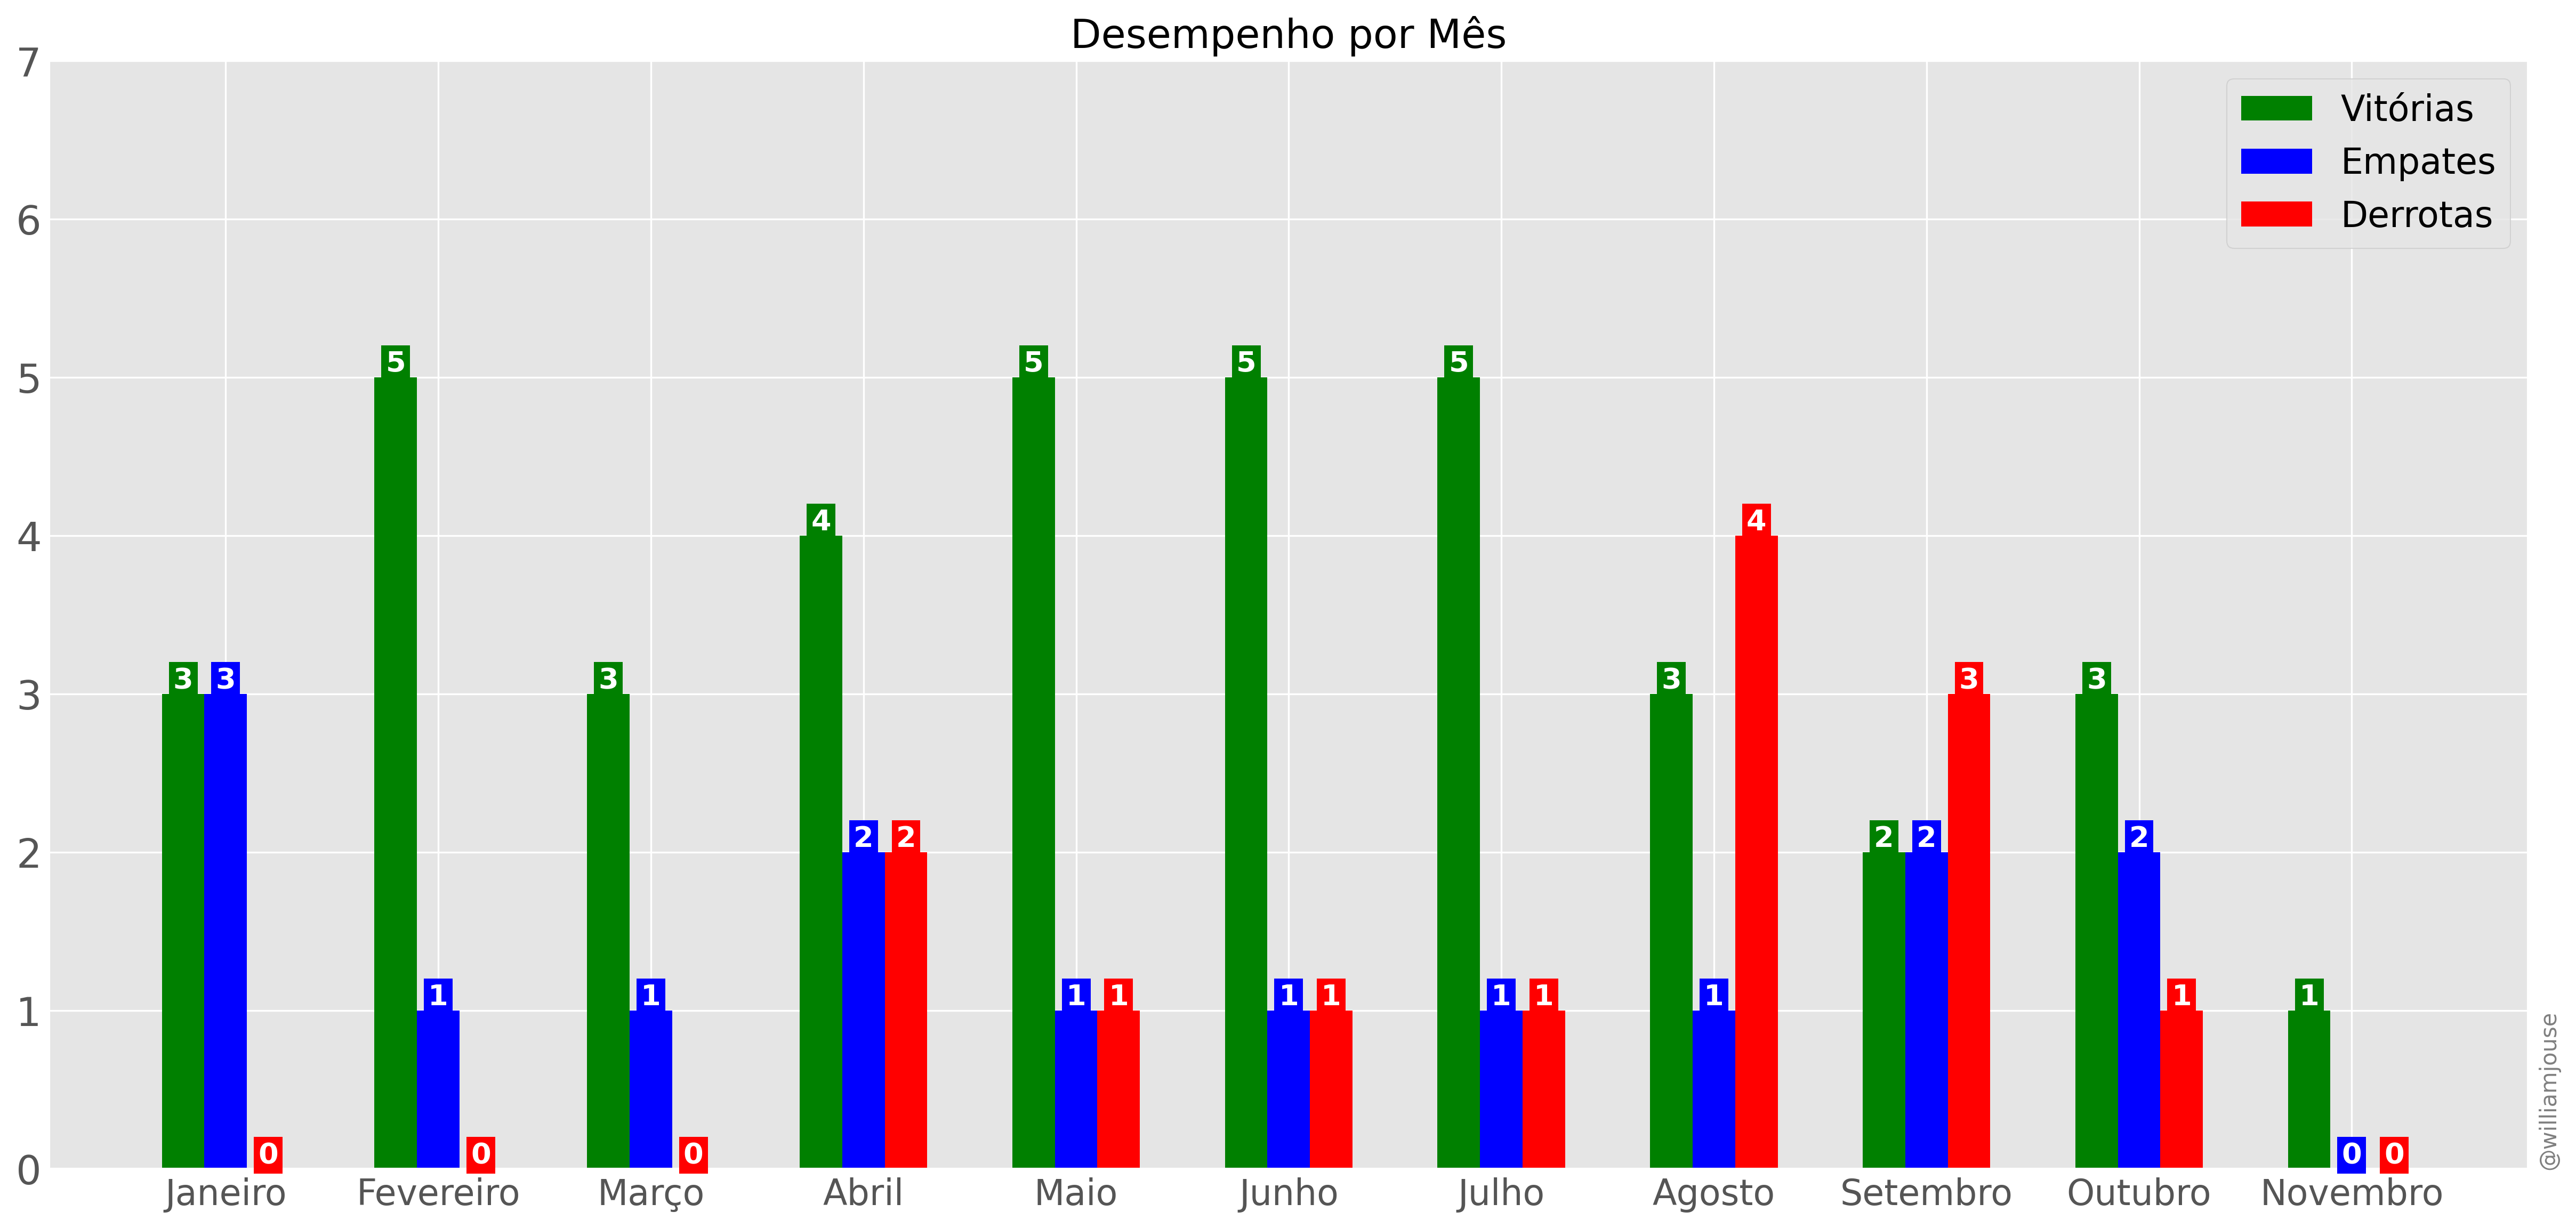 Desempenho por Mês
7
6
5
4
3
2
1
0
Vitórias
Empates
Derrotas
3 3 0
5 1 0
3 1 0
4 2 2
5 1 1
5 1 1
5 1 1
3 1 4
2 2 3
3 2 1
1 0 0
Janeiro Fevereiro Março Abril Maio Junho Julho Agosto Setembro Outubro Novembro
@williamjouse